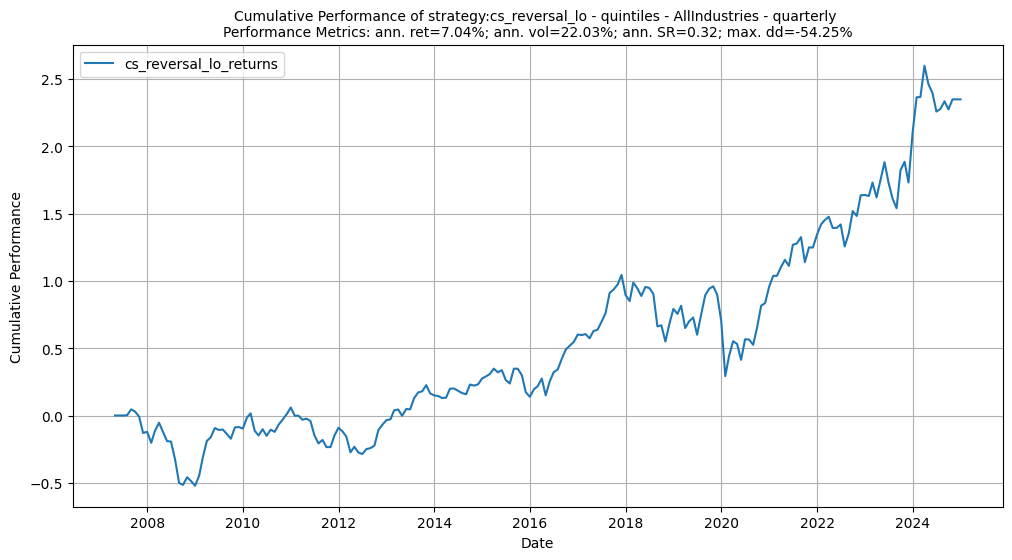 Cumulative Performance of strategy:cs_reversal_lo - quintiles - AllIndustries - quarterly
Performance Metrics: ann. ret=7.04%; ann. vol=22.03%; ann. SR=0.32; max. dd=-54.25%
cs_reversal_lo_returns
2.5
2.0
1.5
1.0
0.5
0.0
−0.5
Cumulative Performance
2008 2010 2012 2014 2016 2018 2020 2022 2024
Date